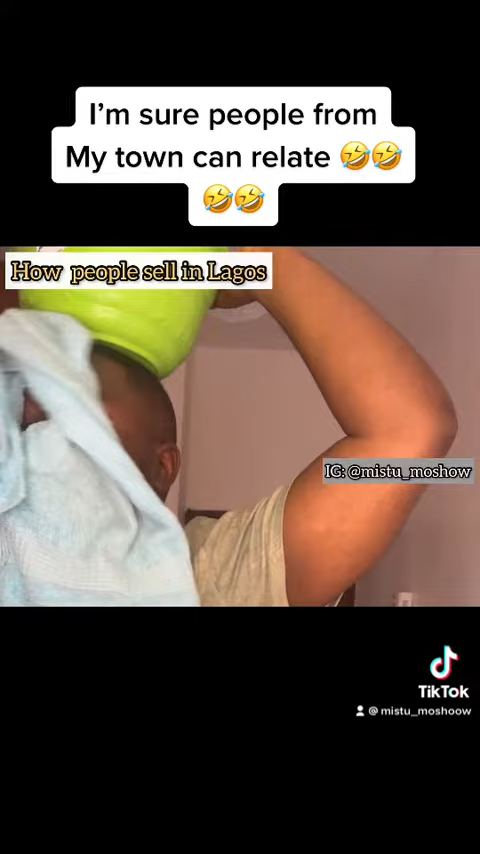 I’m sure people from
My town can relate 🤣🤣
🤣🤣
How people sell in Lagos
IG: @mistu_moshow
TikTok
@ mistu_moshoow